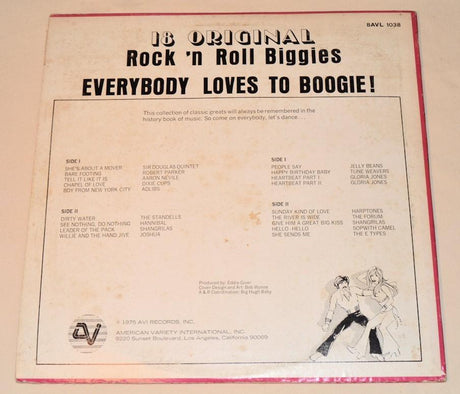 BAVL 1038
16 ORIGINAL
Rock 'n Roll Biggies
EVERYBODY LOVES TO BOOGIE!
This collection of classic greats will always be remembered in the
history book of music. So come on everybody, let's dance . . .
SIDE I
SHE'S ABOUT A MOVER SIR DOUGLAS QUINTET
BARE FOOTING ROBERT PARKER
TELL IT LIKE IT IS AARON NEVILE
CHAPEL OF LOVE DIXIE CUPS
BOY FROM NEW YORK CITY ADLIBS
SIDE II
DIRTY WATER THE STANDELLS
SEE NOTHING, DO NOTHING HANNIBAL
LEADER OF THE PACK SHANGRILAS
WILLIE AND THE HAND JIVE JOSHUA
SIDE I
PEOPLE SAY JELLY BEANS
HAPPY BIRTHDAY BABY TUNE WEAVERS
HEARTBEAT PART I GLORIA JONES
HEARTBEAT PART II GLORIA JONES
SIDE II
SUNDAY KIND OF LOVE HARPTONES
THE RIVER IS WIDE THE FORUM
GIVE HIM A GREAT BIG KISS SHANGRILAS
HELLO - HELLO SOPWITH CAMEL
SHE SENDS ME THE E TYPES
Produced by:
Cover Design and Art: Bob
A & R Coordination: Big Hugh Baby
AVI
© 1975 AVI RECORDS, INC.
AMERICAN VARIETY INTERNATIONAL, INC.
9220 Sunset Boulevard, Los Angeles, California 90069